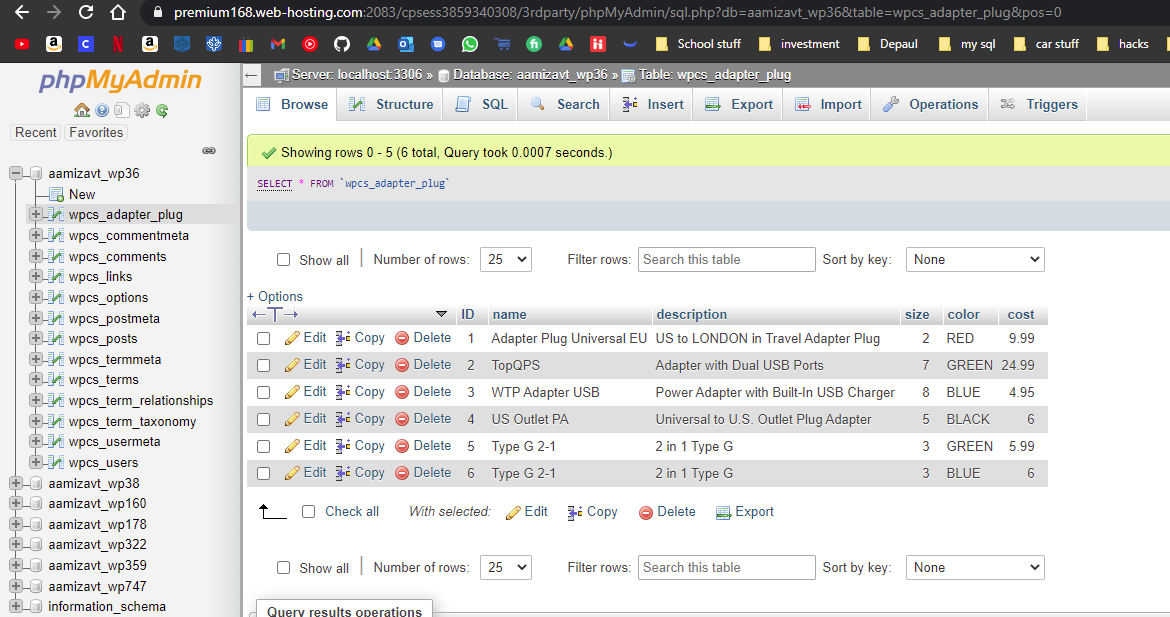 premium168.web-hosting.com:2083/cpsess3859340308/3rdparty/phpMyAdmin/sql.php?db=aamizavt_wp36&table=wpcs_adapter_plug&pos=0
School stuff investment Depaul my sql car stuff hacks
phpMyAdmin
Recent Favorites
aamizavt_wp36
New
wpcs_adapter_plug
wpcs_commentmeta
wpcs_comments
wpcs_links
wpcs_options
wpcs_postmeta
wpcs_posts
wpcs_termmeta
wpcs_terms
wpcs_term_relationships
wpcs_term_taxonomy
wpcs_usermeta
wpcs_users
aamizavt_wp38
aamizavt_wp160
aamizavt_wp178
aamizavt_wp322
aamizavt_wp359
aamizavt_wp747
information_schema
Server: localhost:3306 » Database: aamizavt_wp36 » Table: wpcs_adapter_plug
Browse Structure SQL Search Insert Export Import Operations Triggers
Showing rows 0 - 5 (6 total, Query took 0.0007 seconds.)
SELECT * FROM `wpcs_adapter_plug`
Show all Number of rows: 25 Filter rows: Search this table Sort by key: None
+ Options
←T→ ID name description size color cost
Edit Copy Delete 1 Adapter Plug Universal EU US to LONDON in Travel Adapter Plug 2 RED 9.99
Edit Copy Delete 2 TopQPS Adapter with Dual USB Ports 7 GREEN 24.99
Edit Copy Delete 3 WTP Adapter USB Power Adapter with Built-In USB Charger 8 BLUE 4.95
Edit Copy Delete 4 US Outlet PA Universal to U.S. Outlet Plug Adapter 5 BLACK 6
Edit Copy Delete 5 Type G 2-1 2 in 1 Type G 3 GREEN 5.99
Edit Copy Delete 6 Type G 2-1 2 in 1 Type G 3 BLUE 6
Check all With selected: Edit Copy Delete Export
Show all Number of rows: 25 Filter rows: Search this table Sort by key: None
Query results operations